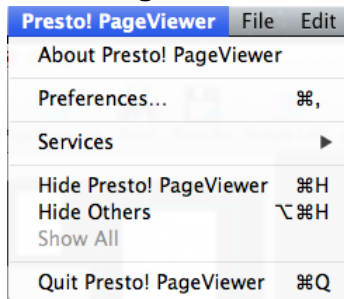 Presto! PageViewer File Edit
About Presto! PageViewer
Preferences... ⌘,
Services ▶
Hide Presto! PageViewer ⌘H
Hide Others ⌥⌘H
Show All
Quit Presto! PageViewer ⌘Q